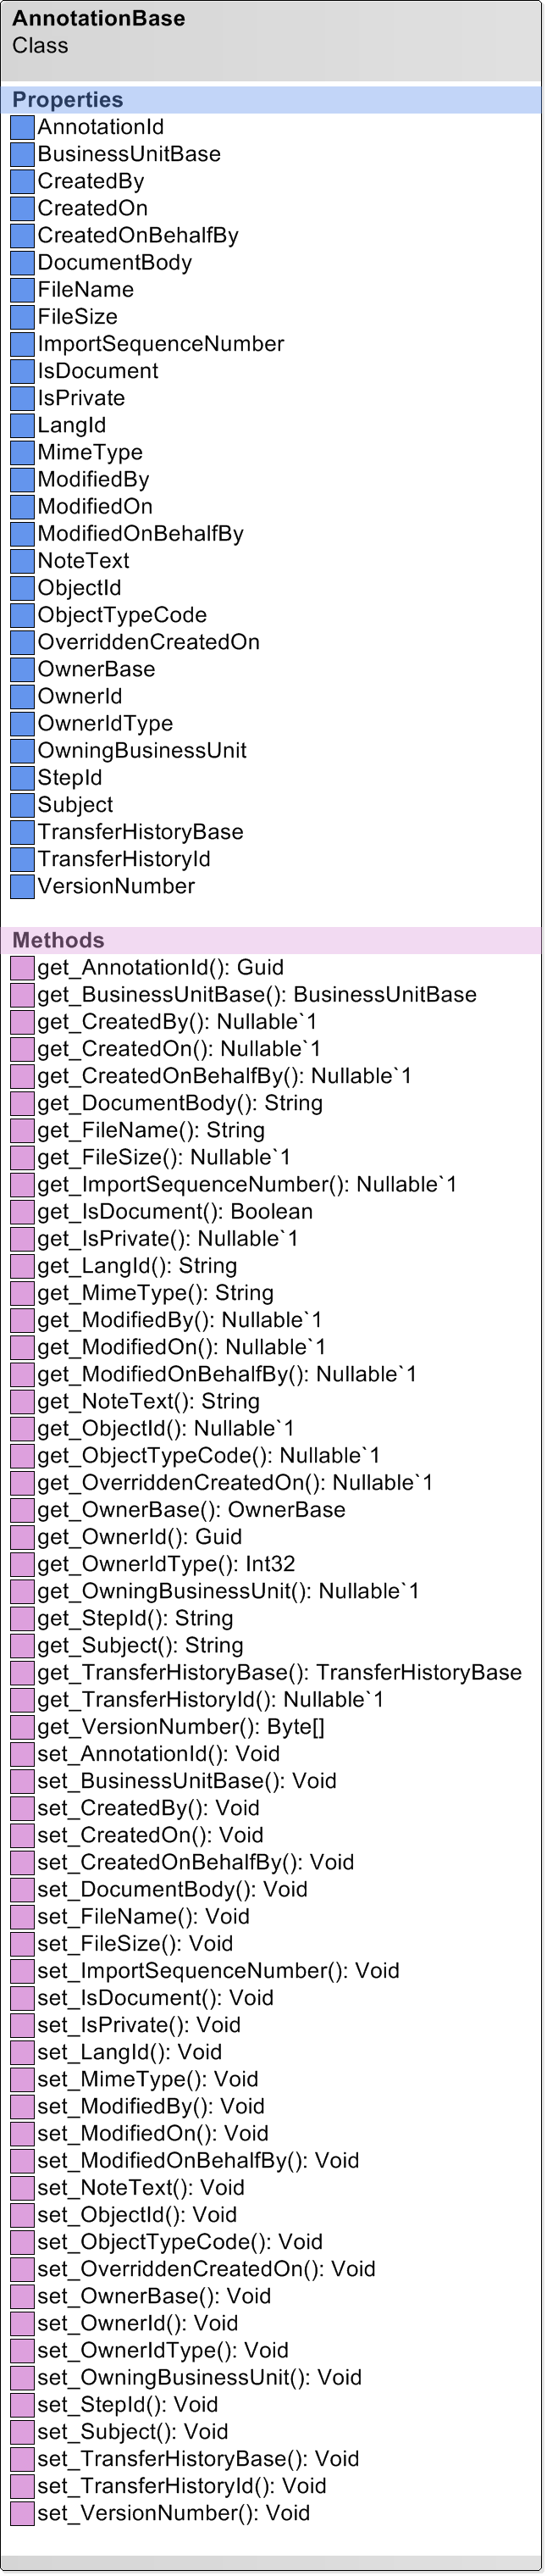 AnnotationBase
Class
Properties
AnnotationId
BusinessUnitBase
CreatedBy
CreatedOn
CreatedOnBehalfBy
DocumentBody
FileName
FileSize
ImportSequenceNumber
IsDocument
IsPrivate
LangId
MimeType
ModifiedBy
ModifiedOn
ModifiedOnBehalfBy
NoteText
ObjectId
ObjectTypeCode
OverriddenCreatedOn
OwnerBase
OwnerId
OwnerIdType
OwningBusinessUnit
StepId
Subject
TransferHistoryBase
TransferHistoryId
VersionNumber
Methods
get_AnnotationId(): Guid
get_BusinessUnitBase(): BusinessUnitBase
get_CreatedBy(): Nullable`1
get_CreatedOn(): Nullable`1
get_CreatedOnBehalfBy(): Nullable`1
get_DocumentBody(): String
get_FileName(): String
get_FileSize(): Nullable`1
get_ImportSequenceNumber(): Nullable`1
get_IsDocument(): Boolean
get_IsPrivate(): Nullable`1
get_LangId(): String
get_MimeType(): String
get_ModifiedBy(): Nullable`1
get_ModifiedOn(): Nullable`1
get_ModifiedOnBehalfBy(): Nullable`1
get_NoteText(): String
get_ObjectId(): Nullable`1
get_ObjectTypeCode(): Nullable`1
get_OverriddenCreatedOn(): Nullable`1
get_OwnerBase(): OwnerBase
get_OwnerId(): Guid
get_OwnerIdType(): Int32
get_OwningBusinessUnit(): Nullable`1
get_StepId(): String
get_Subject(): String
get_TransferHistoryBase(): TransferHistoryBase
get_TransferHistoryId(): Nullable`1
get_VersionNumber(): Byte[]
set_AnnotationId(): Void
set_BusinessUnitBase(): Void
set_CreatedBy(): Void
set_CreatedOn(): Void
set_CreatedOnBehalfBy(): Void
set_DocumentBody(): Void
set_FileName(): Void
set_FileSize(): Void
set_ImportSequenceNumber(): Void
set_IsDocument(): Void
set_IsPrivate(): Void
set_LangId(): Void
set_MimeType(): Void
set_ModifiedBy(): Void
set_ModifiedOn(): Void
set_ModifiedOnBehalfBy(): Void
set_NoteText(): Void
set_ObjectId(): Void
set_ObjectTypeCode(): Void
set_OverriddenCreatedOn(): Void
set_OwnerBase(): Void
set_OwnerId(): Void
set_OwnerIdType(): Void
set_OwningBusinessUnit(): Void
set_StepId(): Void
set_Subject(): Void
set_TransferHistoryBase(): Void
set_TransferHistoryId(): Void
set_VersionNumber(): Void